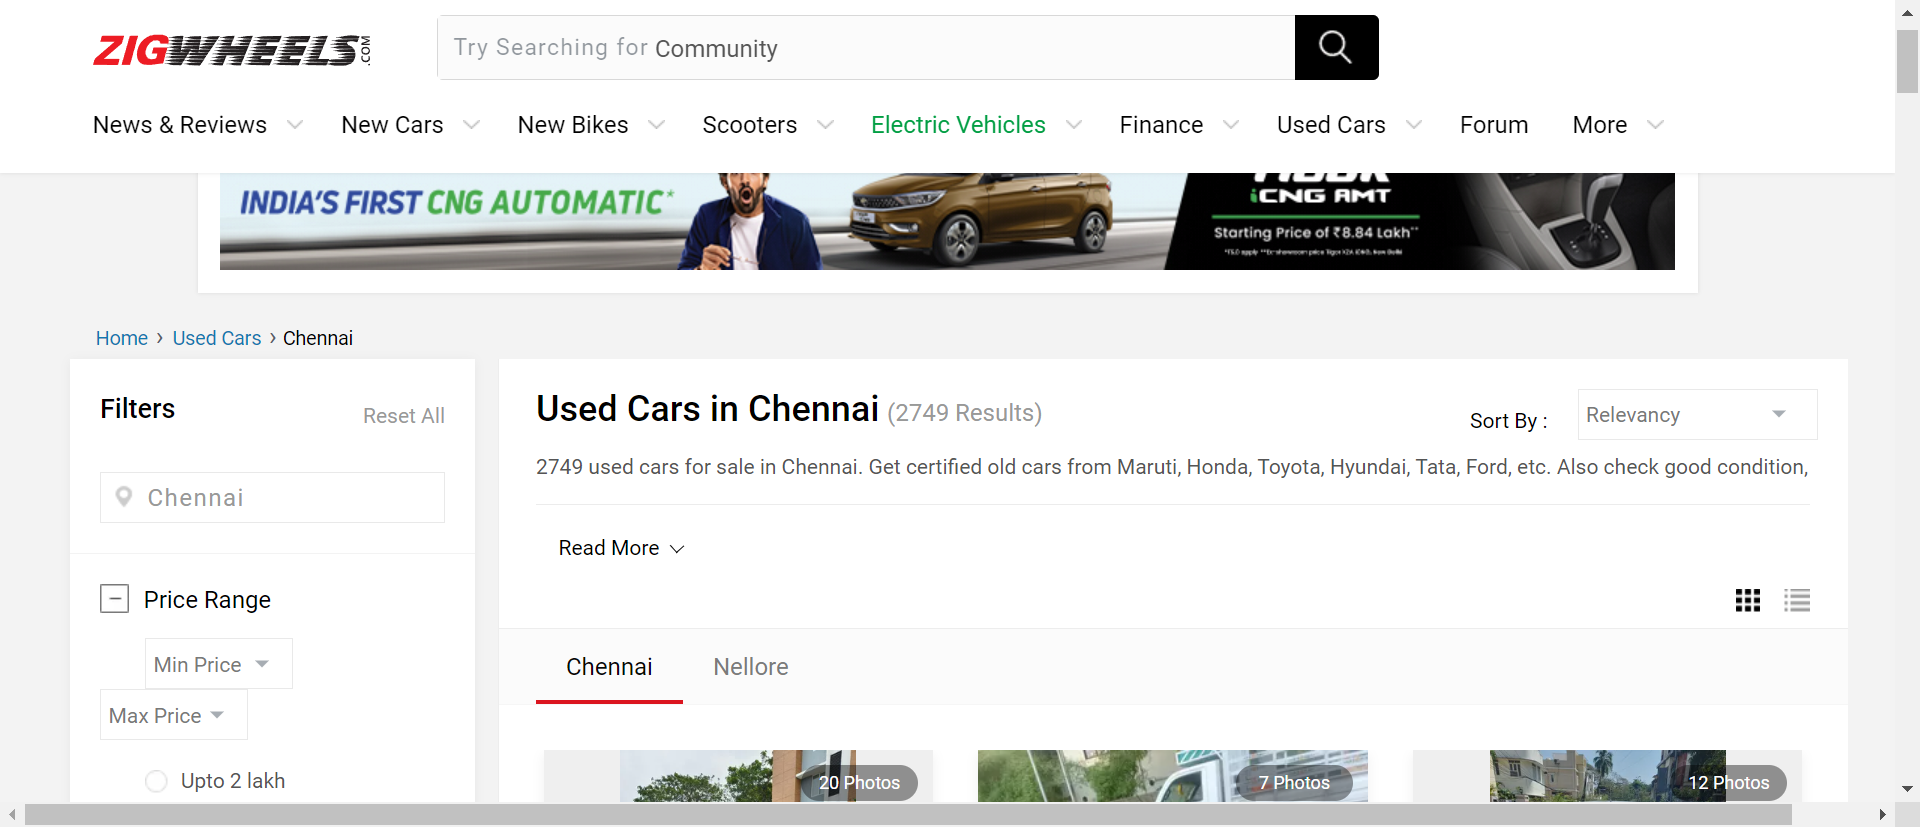 ZIGWHEELS.COM
Try Searching for Community
News & Reviews New Cars New Bikes Scooters Electric Vehicles Finance Used Cars Forum More
INDIA'S FIRST CNG AUTOMATIC*
iCNG AMT
Starting Price of ₹8.84 Lakh**
Home › Used Cars › Chennai
Filters
Reset All
Chennai
Price Range
Min Price
Max Price
Upto 2 lakh
Used Cars in Chennai (2749 Results)
Sort By :
Relevancy
2749 used cars for sale in Chennai. Get certified old cars from Maruti, Honda, Toyota, Hyundai, Tata, Ford, etc. Also check good condition,
Read More
Chennai Nellore
20 Photos
7 Photos
12 Photos